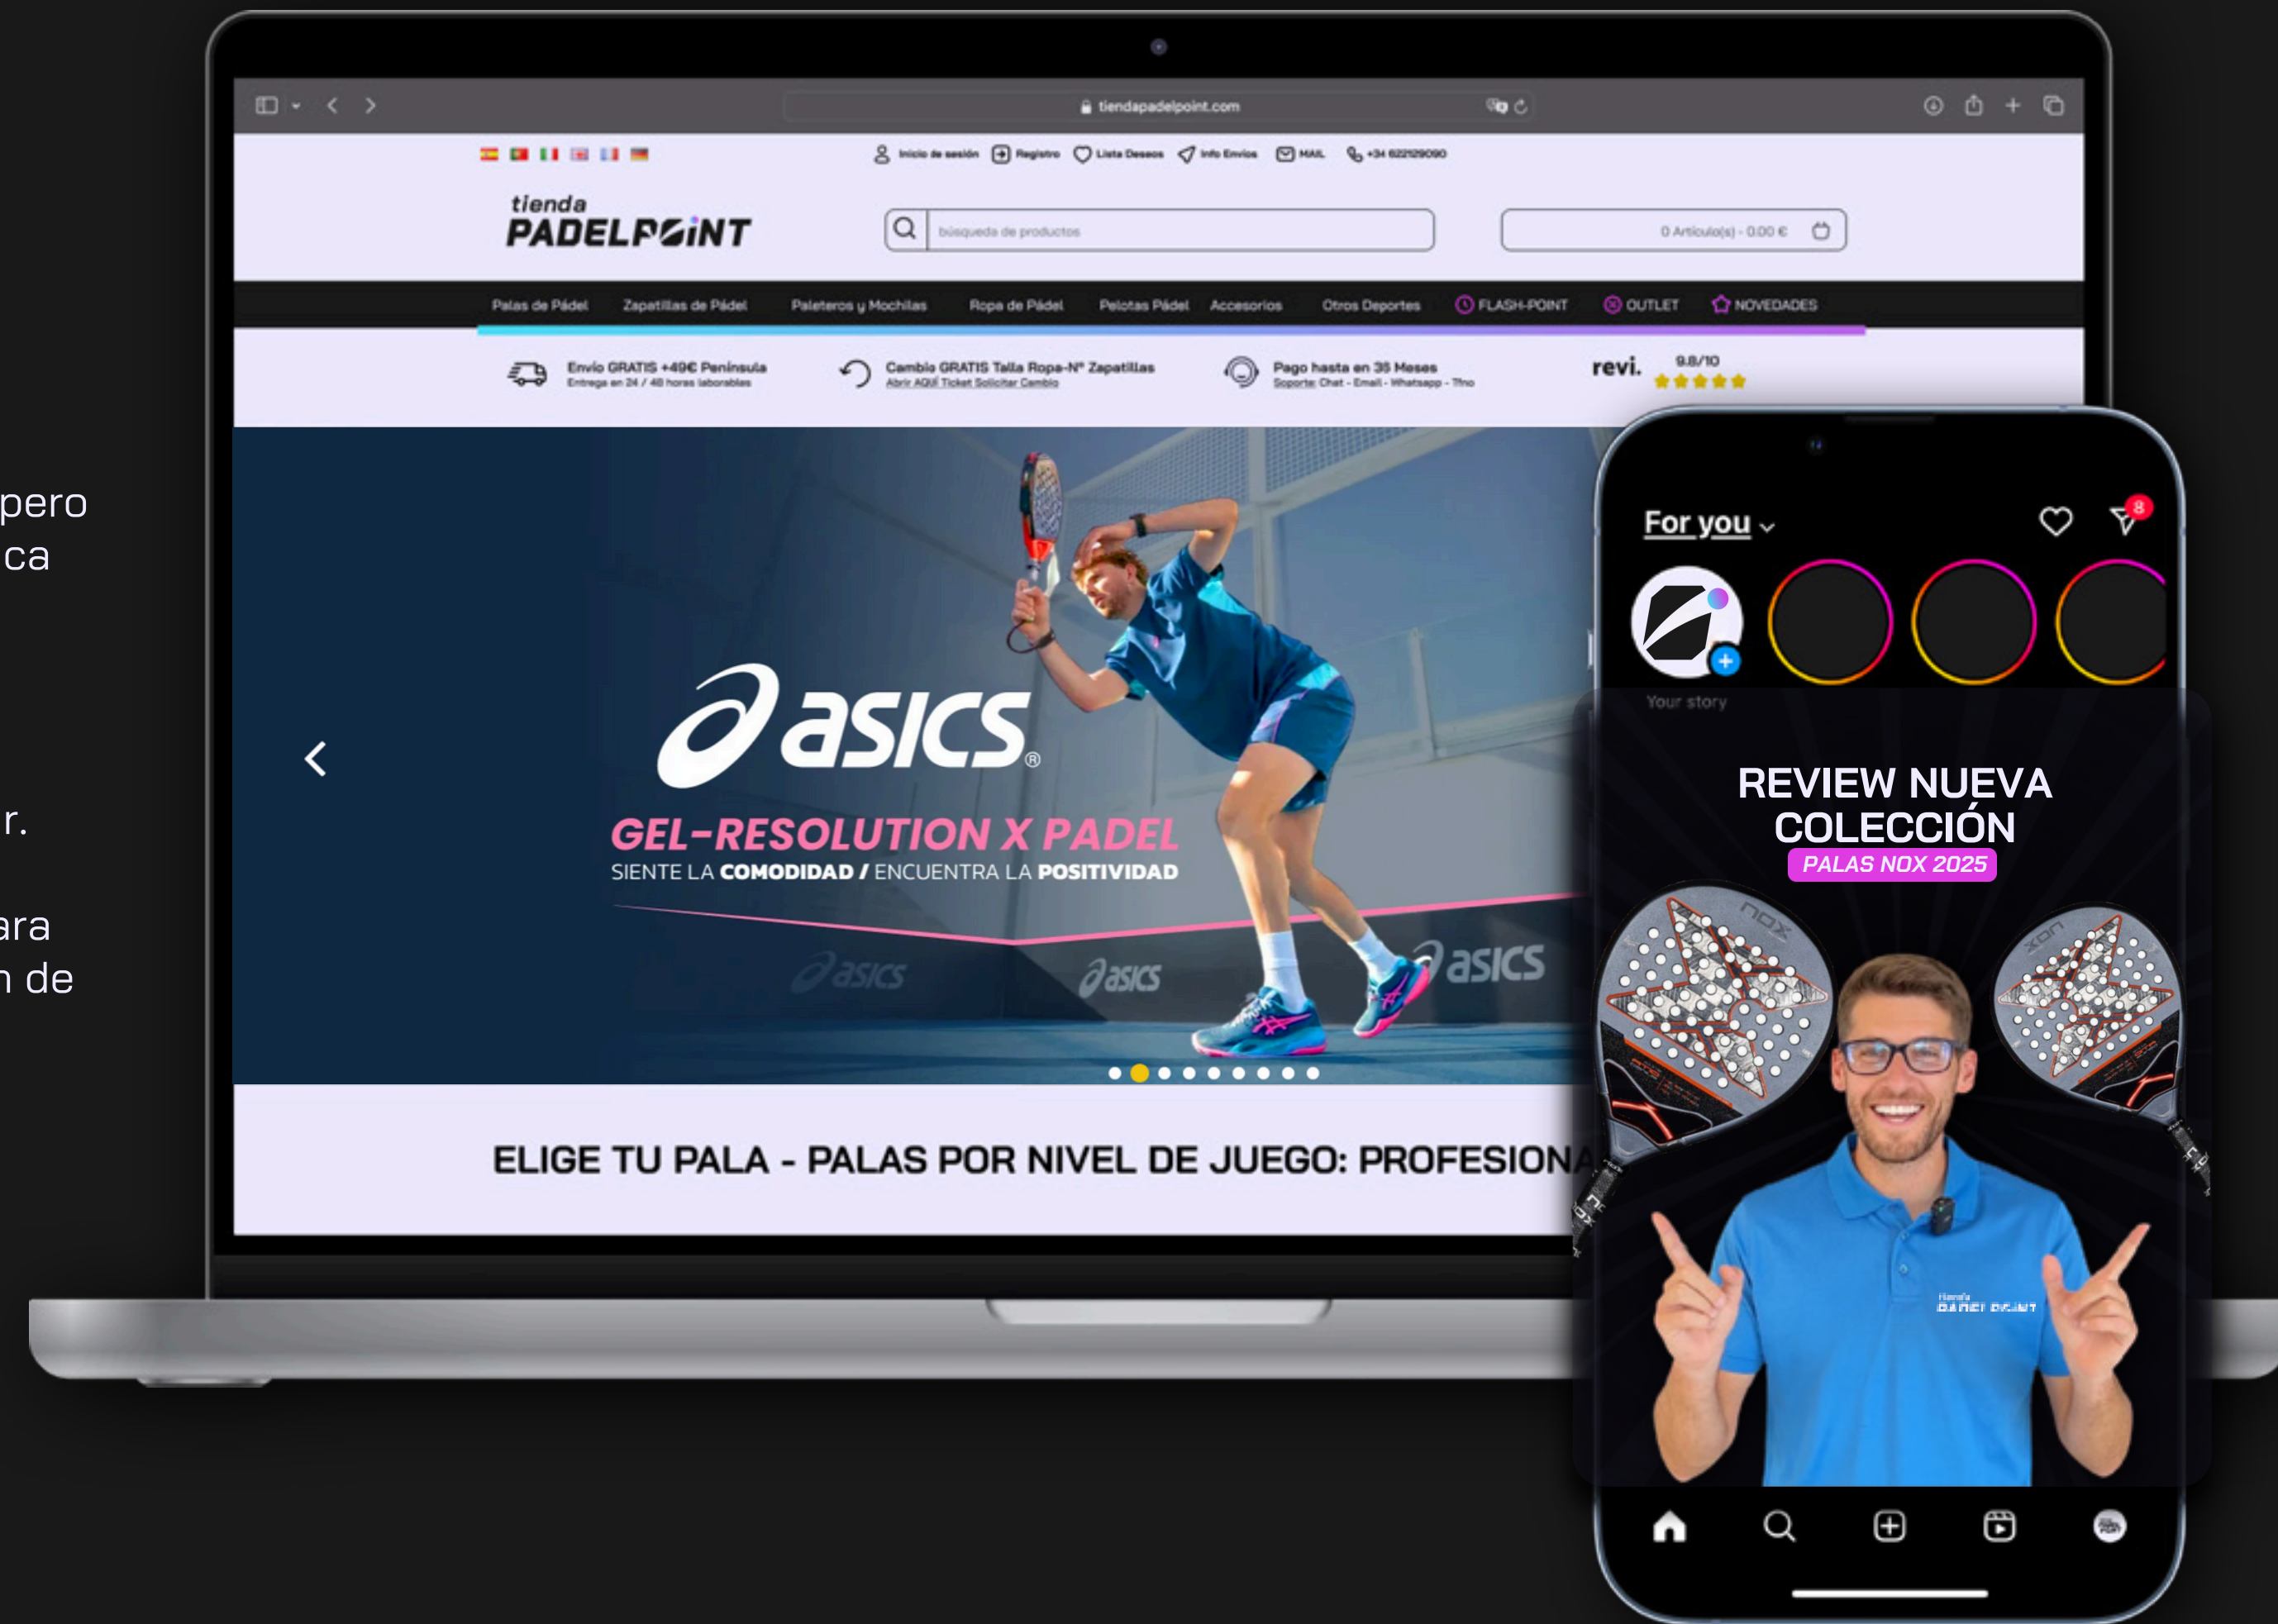 pero
ca
r.
ara
n de
tiendapadelpoint.com
Inicio de sesión Registro Lista Deseos Info Envíos MAIL +34 622129090
tienda
PADELPOiNT
búsqueda de productos
0 Artículo(s) - 0.00 €
Palas de Pádel Zapatillas de Pádel Paleteros y Mochilas Ropa de Pádel Pelotas Pádel Accesorios Otros Deportes FLASH-POINT OUTLET NOVEDADES
Envío GRATIS +49€ Península
Entrega en 24 / 48 horas laborables
Cambio GRATIS Talla Ropa-Nº Zapatillas
Abrir AQUÍ Ticket Solicitar Cambio
Pago hasta en 36 Meses
Soporte: Chat - Email - Whatsapp - Tfno
revi. 9.8/10
asics®
GEL-RESOLUTION X PADEL
SIENTE LA COMODIDAD / ENCUENTRA LA POSITIVIDAD
asics asics asics
ELIGE TU PALA - PALAS POR NIVEL DE JUEGO: PROFESIONA
For you
8
Your story
REVIEW NUEVA
COLECCIÓN
PALAS NOX 2025
nox nox
tienda
PADELPOiNT